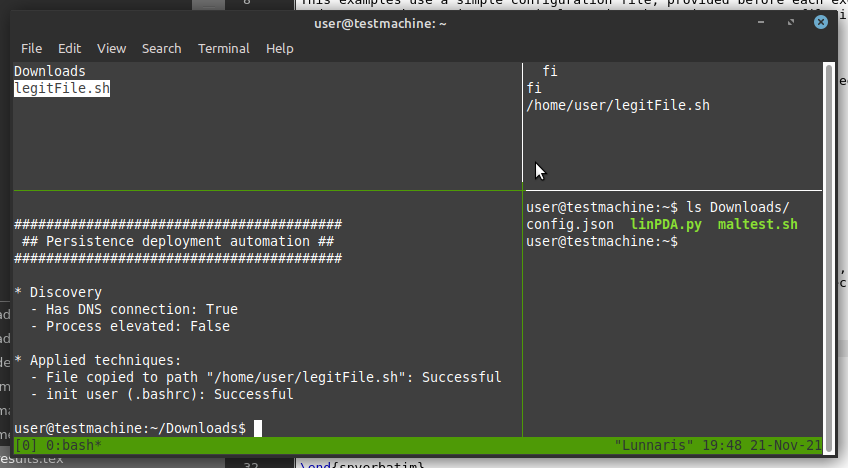 This examples use a simple configuration file, provided before each exe
user@testmachine: ~
File Edit View Search Terminal Help
Downloads
legitFile.sh
fi
fi
/home/user/legitFile.sh
########################################
## Persistence deployment automation ##
########################################
* Discovery
- Has DNS connection: True
- Process elevated: False
* Applied techniques:
- File copied to path "/home/user/legitFile.sh": Successful
- init user (.bashrc): Successful
user@testmachine:~/Downloads$
user@testmachine:~$ ls Downloads/
config.json linPDA.py maltest.sh
user@testmachine:~$
[0] 0:bash*
"Lunnaris" 19:48 21-Nov-21
esults.tex
32
\end{spverbatim}